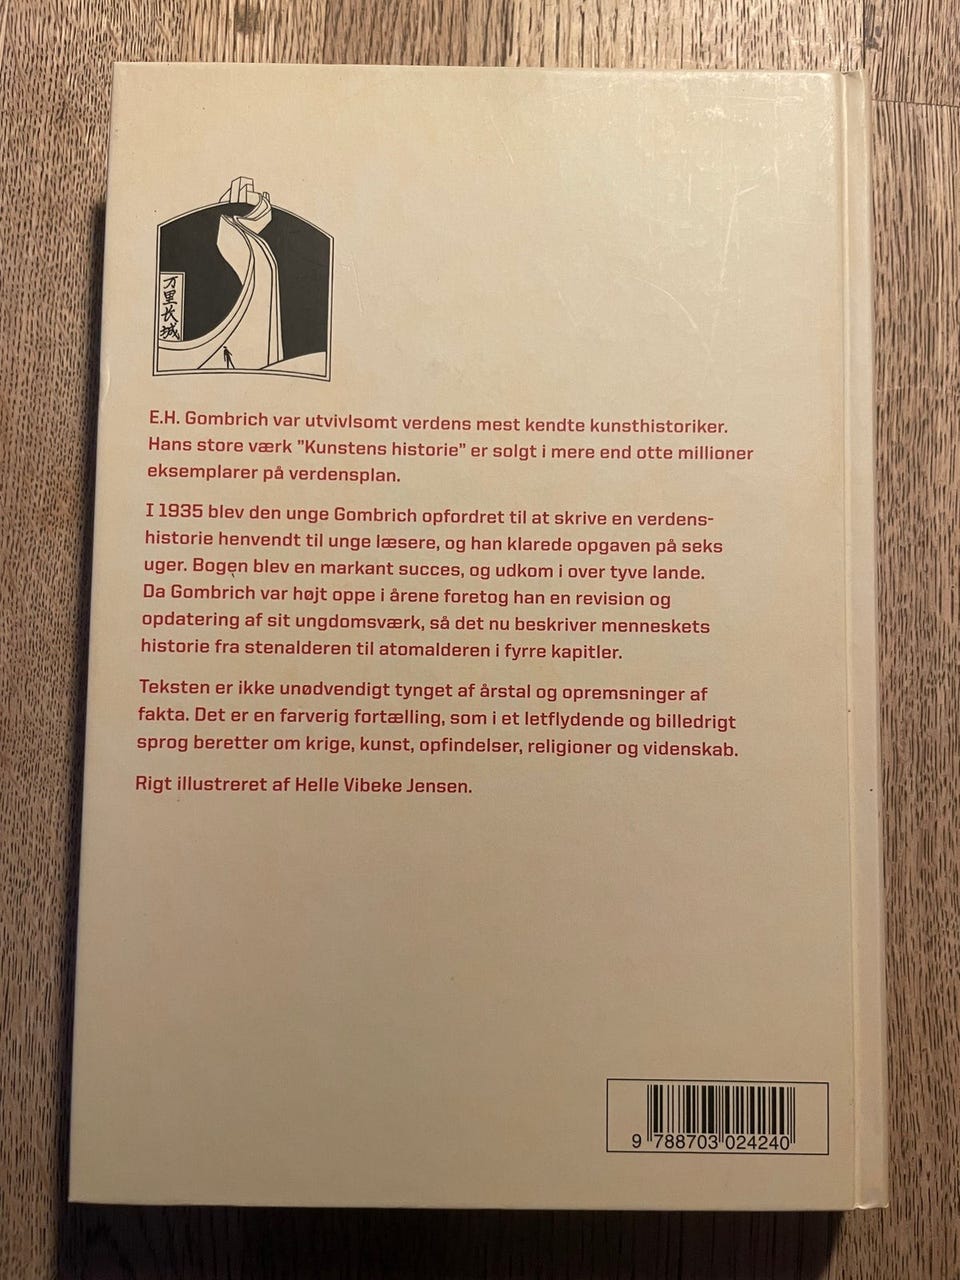 万里长城
E.H. Gombrich var utvivlsomt verdens mest kendte kunsthistoriker.
Hans store værk "Kunstens historie" er solgt i mere end otte millioner
eksemplarer på verdensplan.
I 1935 blev den unge Gombrich opfordret til at skrive en verdens-
historie henvendt til unge læsere, og han klarede opgaven på seks
uger. Bogen blev en markant succes, og udkom i over tyve lande.
Da Gombrich var højt oppe i årene foretog han en revision og
opdatering af sit ungdomsværk, så det nu beskriver menneskets
historie fra stenalderen til atomalderen i fyrre kapitler.
Teksten er ikke unødvendigt tynget af årstal og opremsninger af
fakta. Det er en farverig fortælling, som i et letflydende og billedrigt
sprog beretter om krige, kunst, opfindelser, religioner og videnskab.
Rigt illustreret af Helle Vibeke Jensen.
9 788703 024240